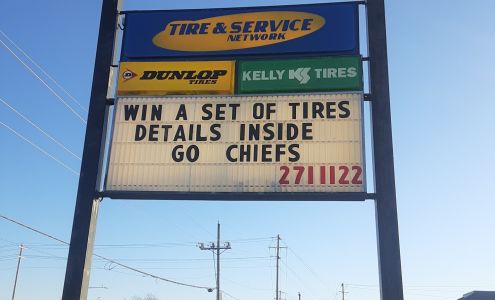 TIRE & SERVICE
NETWORK
DUNLOP
TIRES
KELLY TIRES
WIN A SET OF TIRES
DETAILS INSIDE
GO CHIEFS
2711122